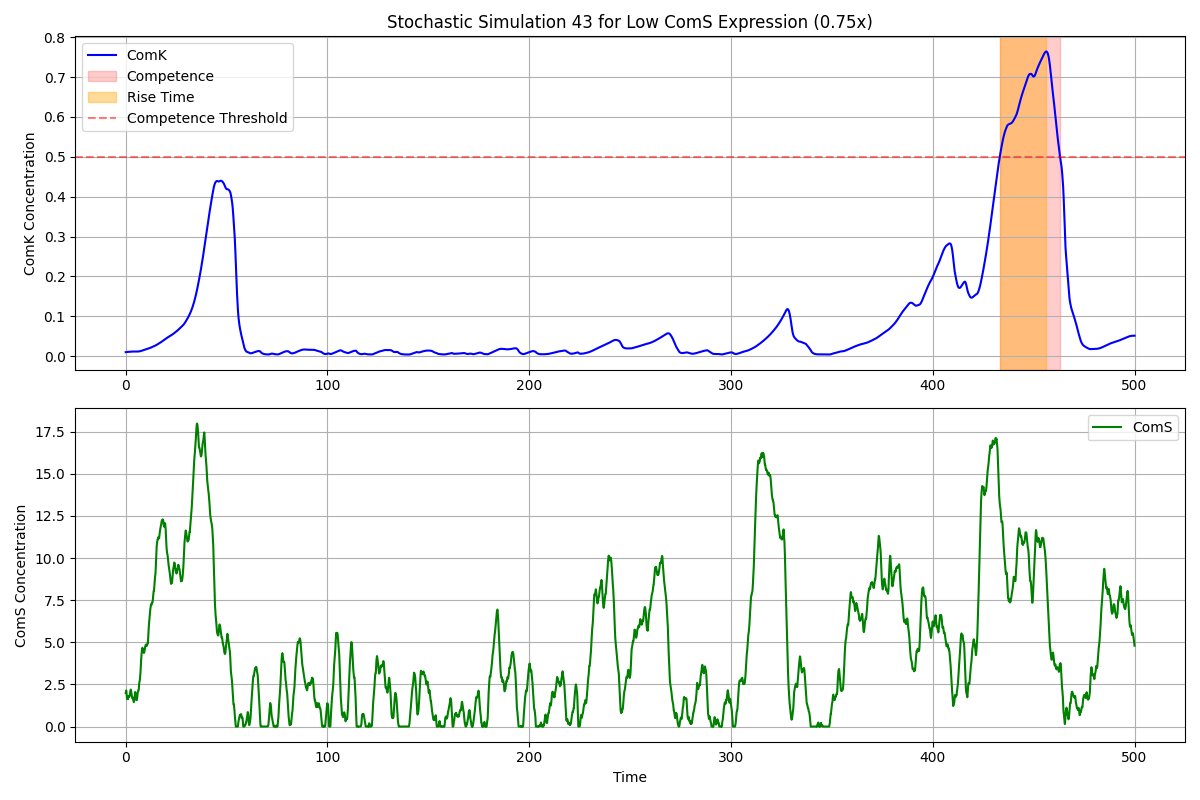 Stochastic Simulation 43 for Low ComS Expression (0.75x)
ComK Concentration
0.8
0.7
0.6
0.5
0.4
0.3
0.2
0.1
0.0
ComK
Competence
Rise Time
Competence Threshold
0 100 200 300 400 500
ComS Concentration
17.5
15.0
12.5
10.0
7.5
5.0
2.5
0.0
ComS
0 100 200 300 400 500
Time